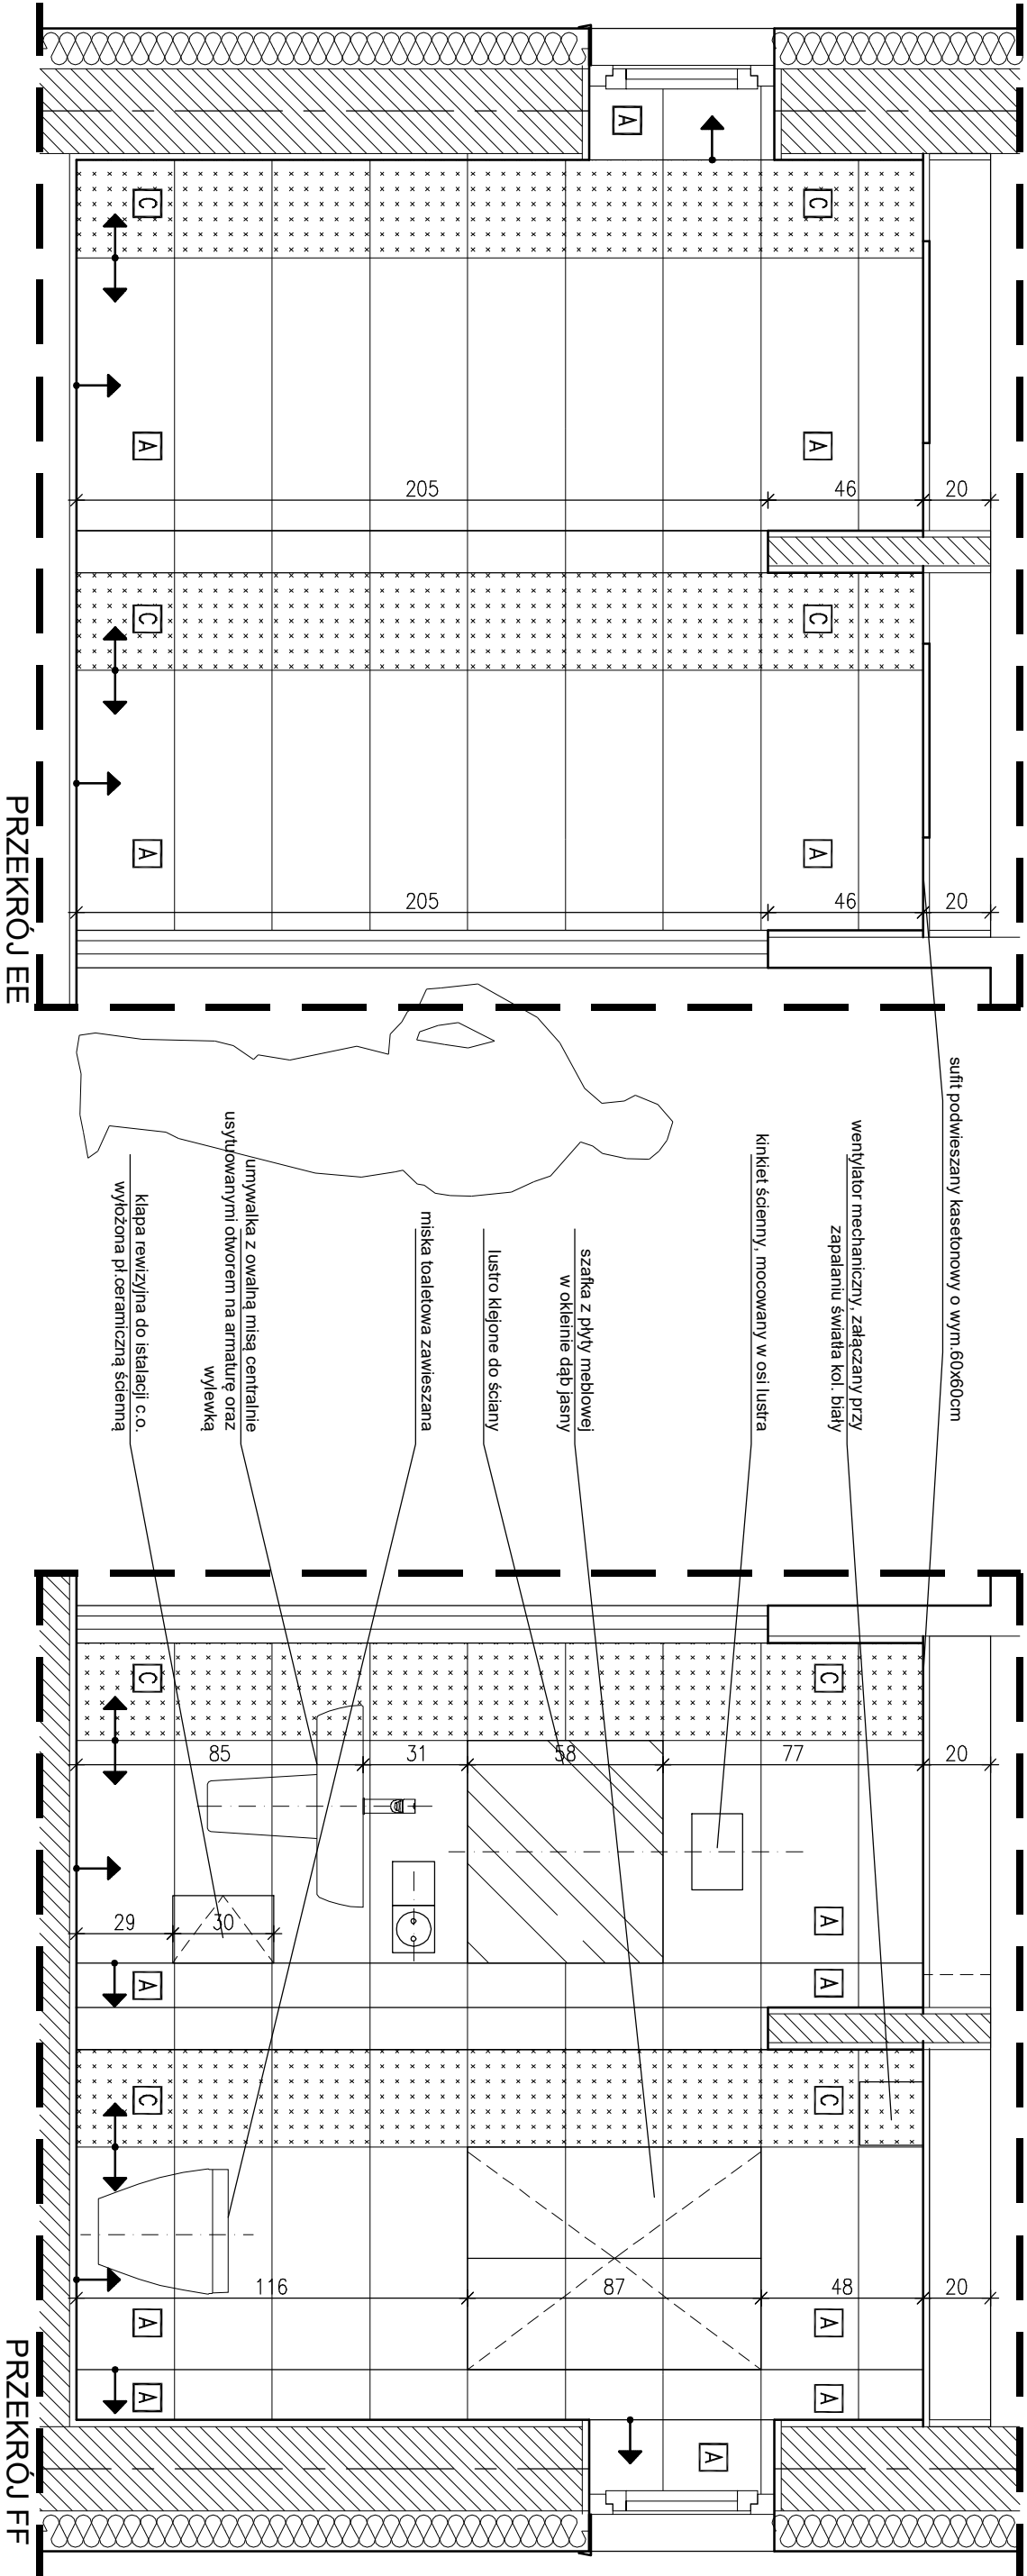 sufit podwieszany kasetonowy o wym.60x60cm
wentylator mechaniczny, załączany przy
zapalaniu światła kol. biały
kinkiet ścienny, mocowany w osi lustra
szafka z płyty meblowej
w okleinie dąb jasny
lustro klejone do ściany
miska toaletowa zawieszana
umywalka z owalną misą centralnie
usytuowanymi otworem na armaturę oraz
wylewką
klapa rewizyjna do istalacji c.o.
wyłożona pł.ceramiczną ścienną
20
20
46
46
205
205
A
C
A
C
A
C
A
C
A
PRZEKRÓJ EE
20
77
58
31
85
30
29
20
48
87
116
C
A
A
C
A
A
A
C
A
C
A
A
PRZEKRÓJ FF